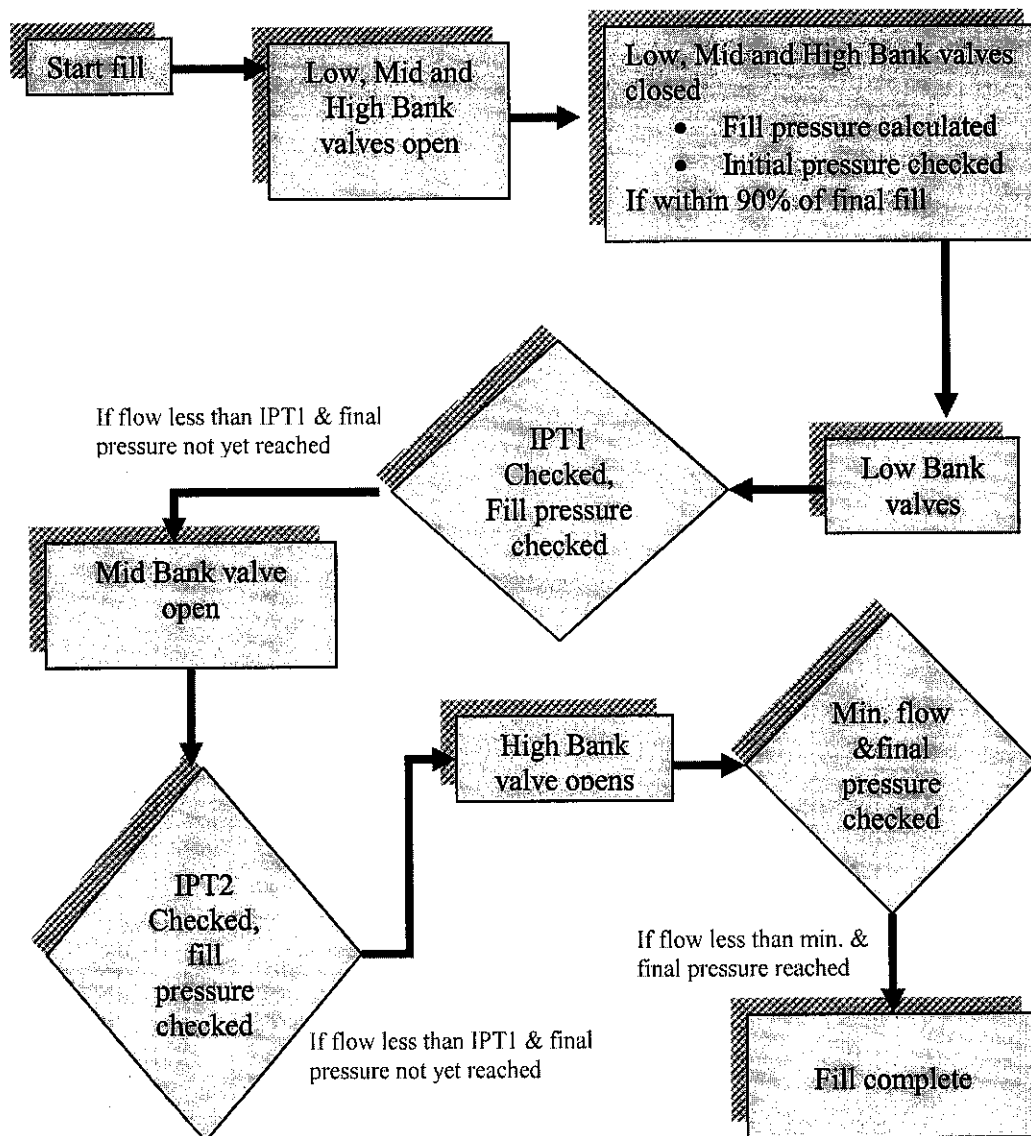 Start fill
Low, Mid and
High Bank
valves open
Low, Mid and High Bank valves
closed
• Fill pressure calculated
• Initial pressure checked
If within 90% of final fill
Low Bank
valves
IPT1
Checked,
Fill pressure
checked
If flow less than IPT1 & final
pressure not yet reached
Mid Bank valve
open
IPT2
Checked,
fill
pressure
checked
If flow less than IPT1 & final
pressure not yet reached
High Bank
valve opens
Min. flow
&final
pressure
checked
If flow less than min. &
final pressure reached
Fill complete